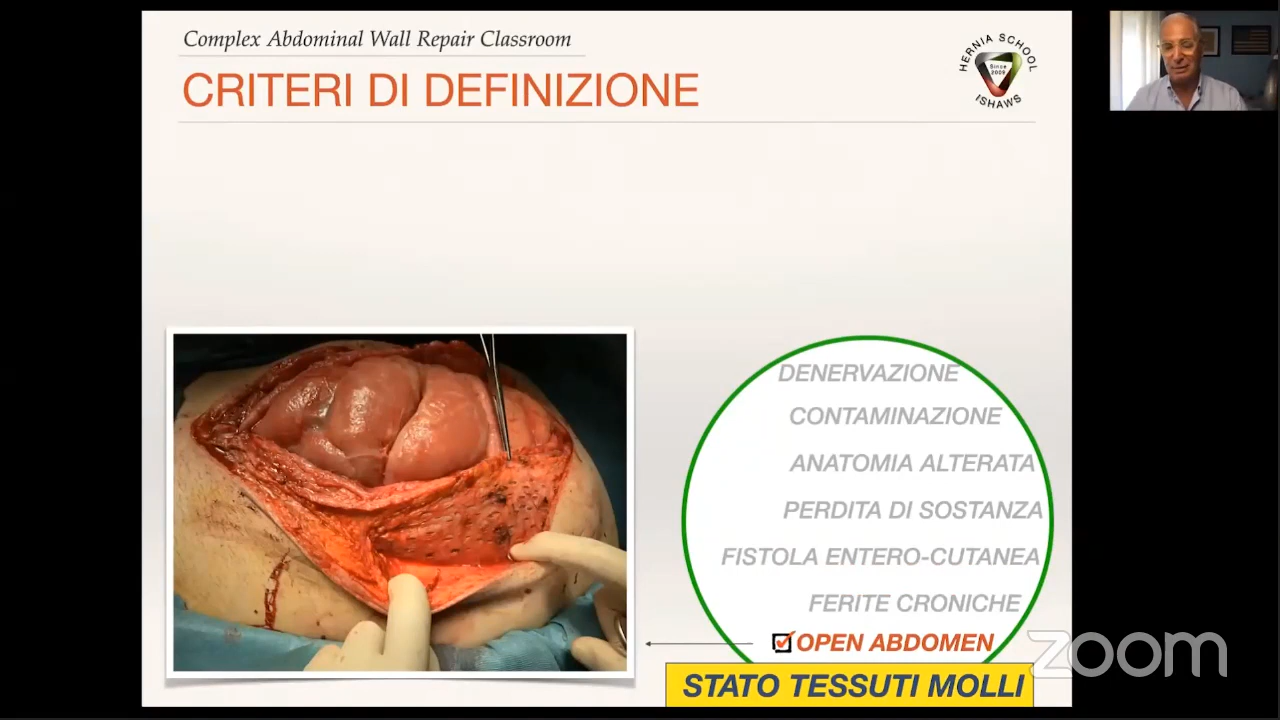 Complex Abdominal Wall Repair Classroom
CRITERI DI DEFINIZIONE
HERNIA SCHOOL
Since
2009
ISHAWS
DENERVAZIONE
CONTAMINAZIONE
ANATOMIA ALTERATA
PERDITA DI SOSTANZA
FISTOLA ENTERO-CUTANEA
FERITE CRONICHE
OPEN ABDOMEN
STATO TESSUTI MOLLI
zoom